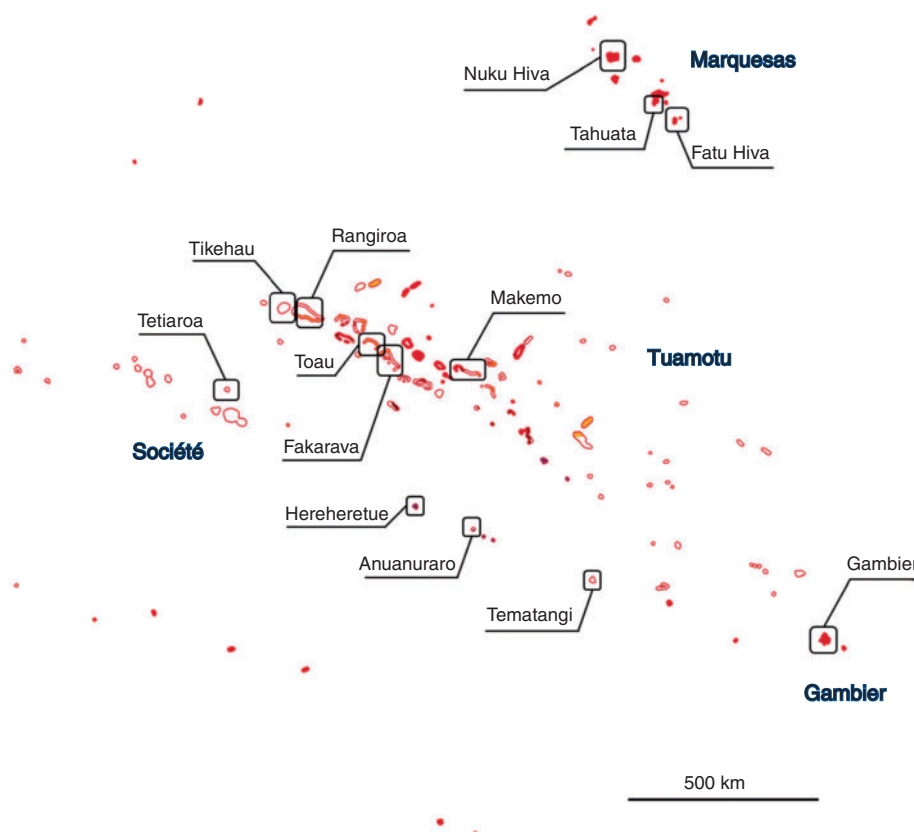 Marquesas
Nuku Hiva
Tahuata
Fatu Hiva
Rangiroa
Tikehau
Makemo
Tetiaroa
Toau
Tuamotu
Société
Fakarava
Hereheretue
Anuanuraro
Gambier
Tematangi
Gambier
500 km